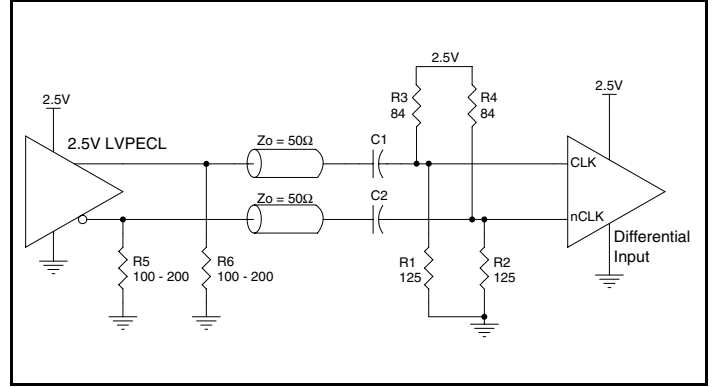 2.5V
2.5V LVPECL
Zo = 50Ω
C1
2.5V
R3
84
R4
84
2.5V
CLK
Zo = 50Ω
C2
nCLK
Differential
Input
R5
100 - 200
R6
100 - 200
R1
125
R2
125